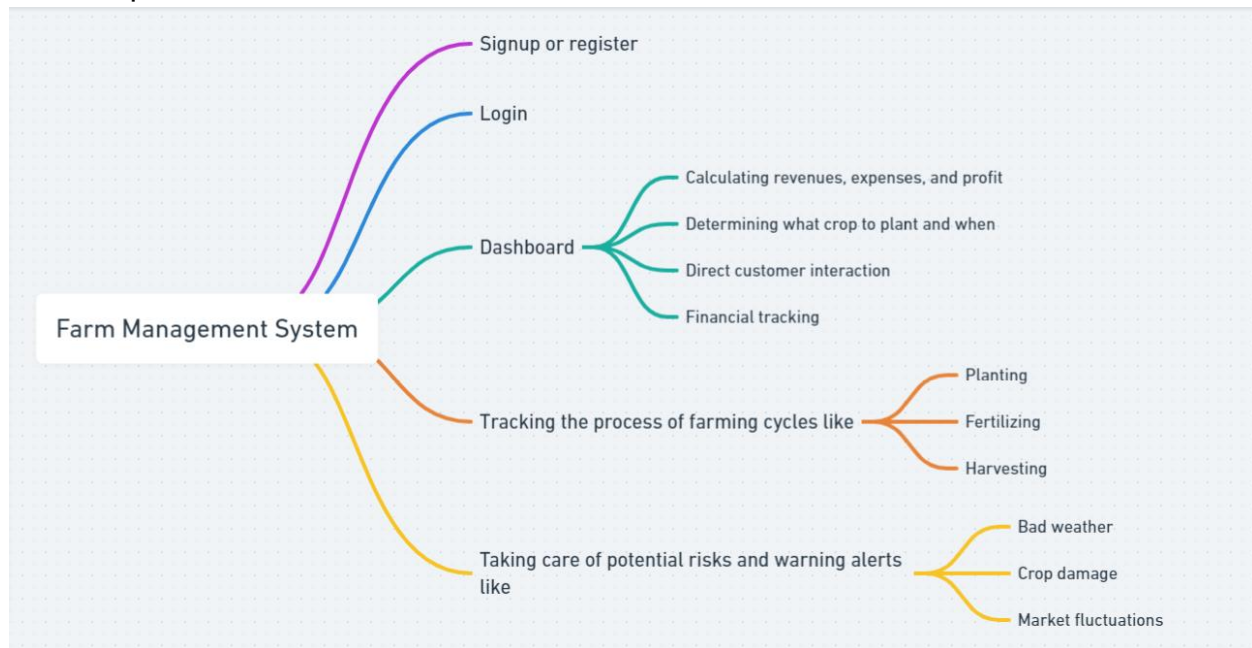 Signup or register
Login
Calculating revenues, expenses, and profit
Determining what crop to plant and when
Dashboard
Direct customer interaction
Financial tracking
Farm Management System
Planting
Tracking the process of farming cycles like
Fertilizing
Harvesting
Bad weather
Taking care of potential risks and warning alerts
like
Crop damage
Market fluctuations